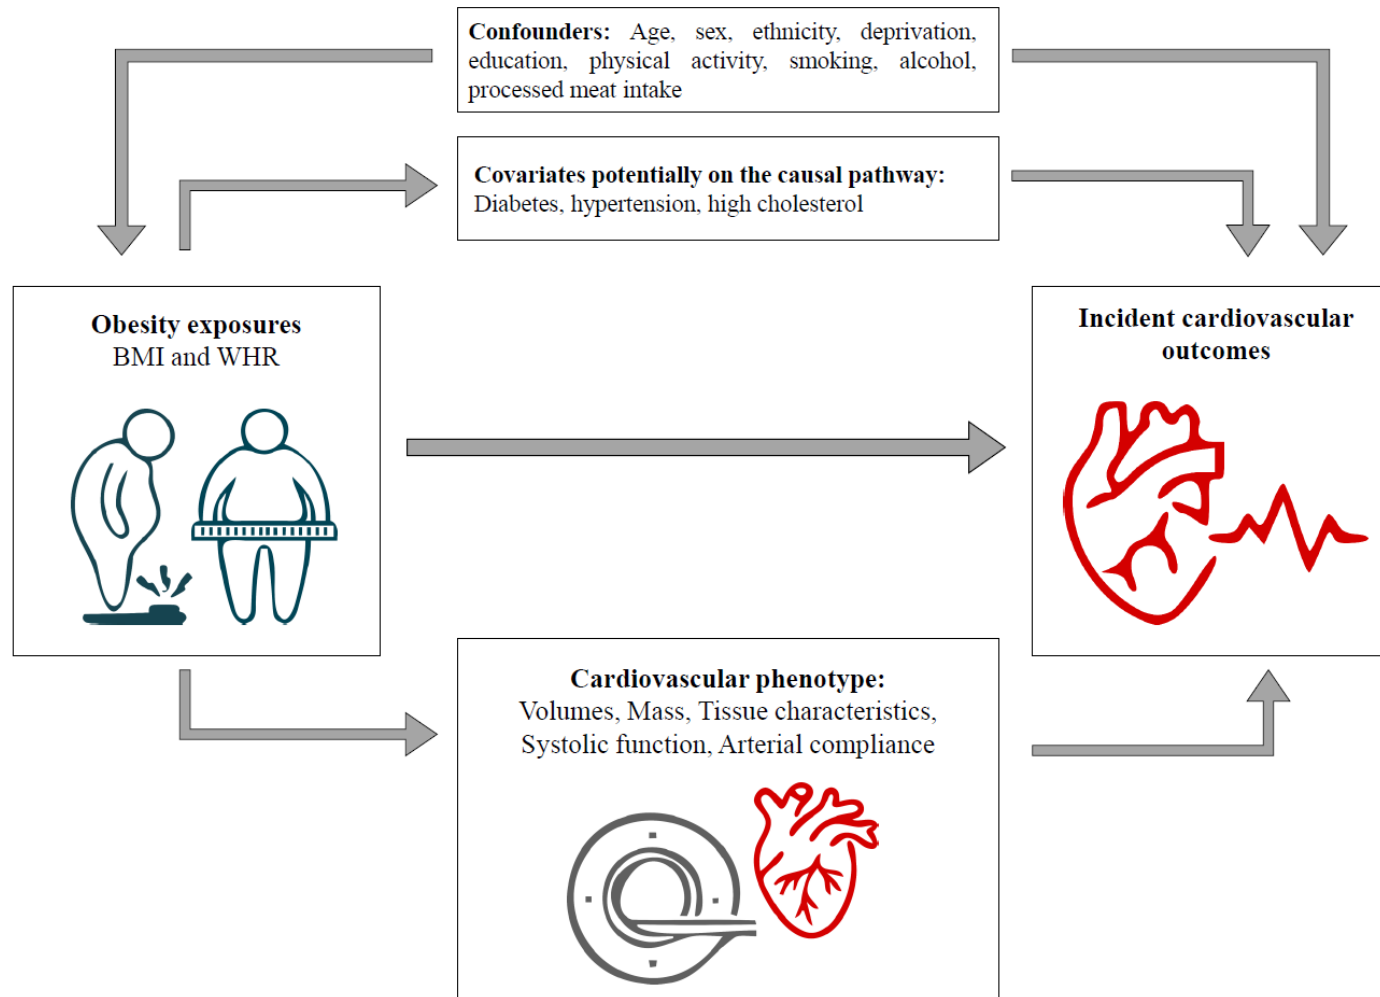 Confounders: Age, sex, ethnicity, deprivation,
education, physical activity, smoking, alcohol,
processed meat intake
Covariates potentially on the causal pathway:
Diabetes, hypertension, high cholesterol
Obesity exposures
BMI and WHR
Incident cardiovascular
outcomes
Cardiovascular phenotype:
Volumes, Mass, Tissue characteristics,
Systolic function, Arterial compliance